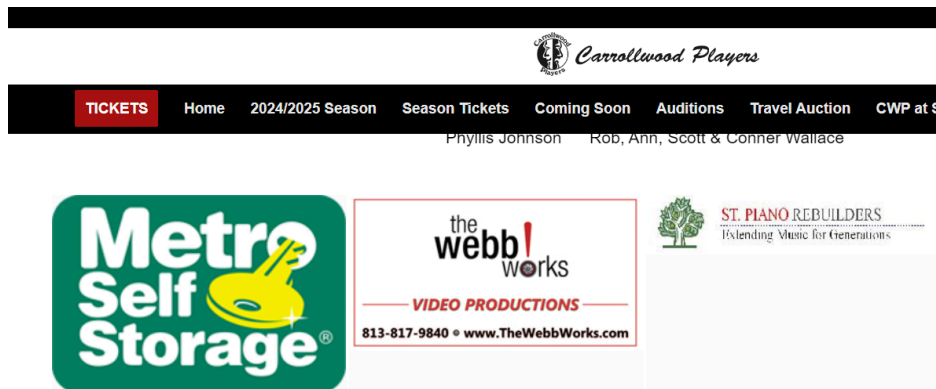 Carrollwood Players
Carrollwood Players
TICKETS Home 2024/2025 Season Season Tickets Coming Soon Auditions Travel Auction CWP at S
Phyllis Johnson Rob, Ann, Scott & Conner Wallace
Metro
Self
Storage®
the
webb!
works
VIDEO PRODUCTIONS
813-817-9840 • www.TheWebbWorks.com
ST. PIANO REBUILDERS
Extending Music for Generations